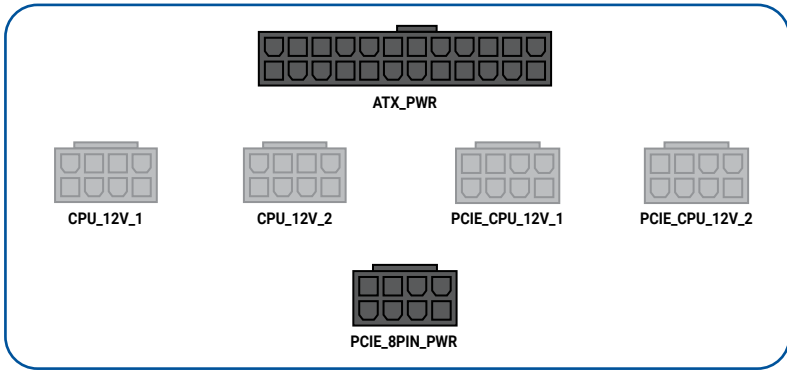 ATX_PWR
CPU_12V_1
CPU_12V_2
PCIE_CPU_12V_1
PCIE_CPU_12V_2
PCIE_8PIN_PWR